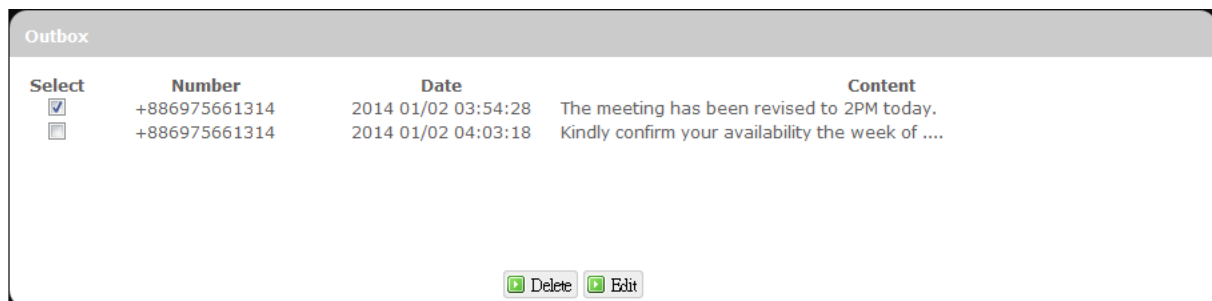 Outbox
Select Number Date Content
+886975661314 2014 01/02 03:54:28 The meeting has been revised to 2PM today.
+886975661314 2014 01/02 04:03:18 Kindly confirm your availability the week of ....
Delete Edit